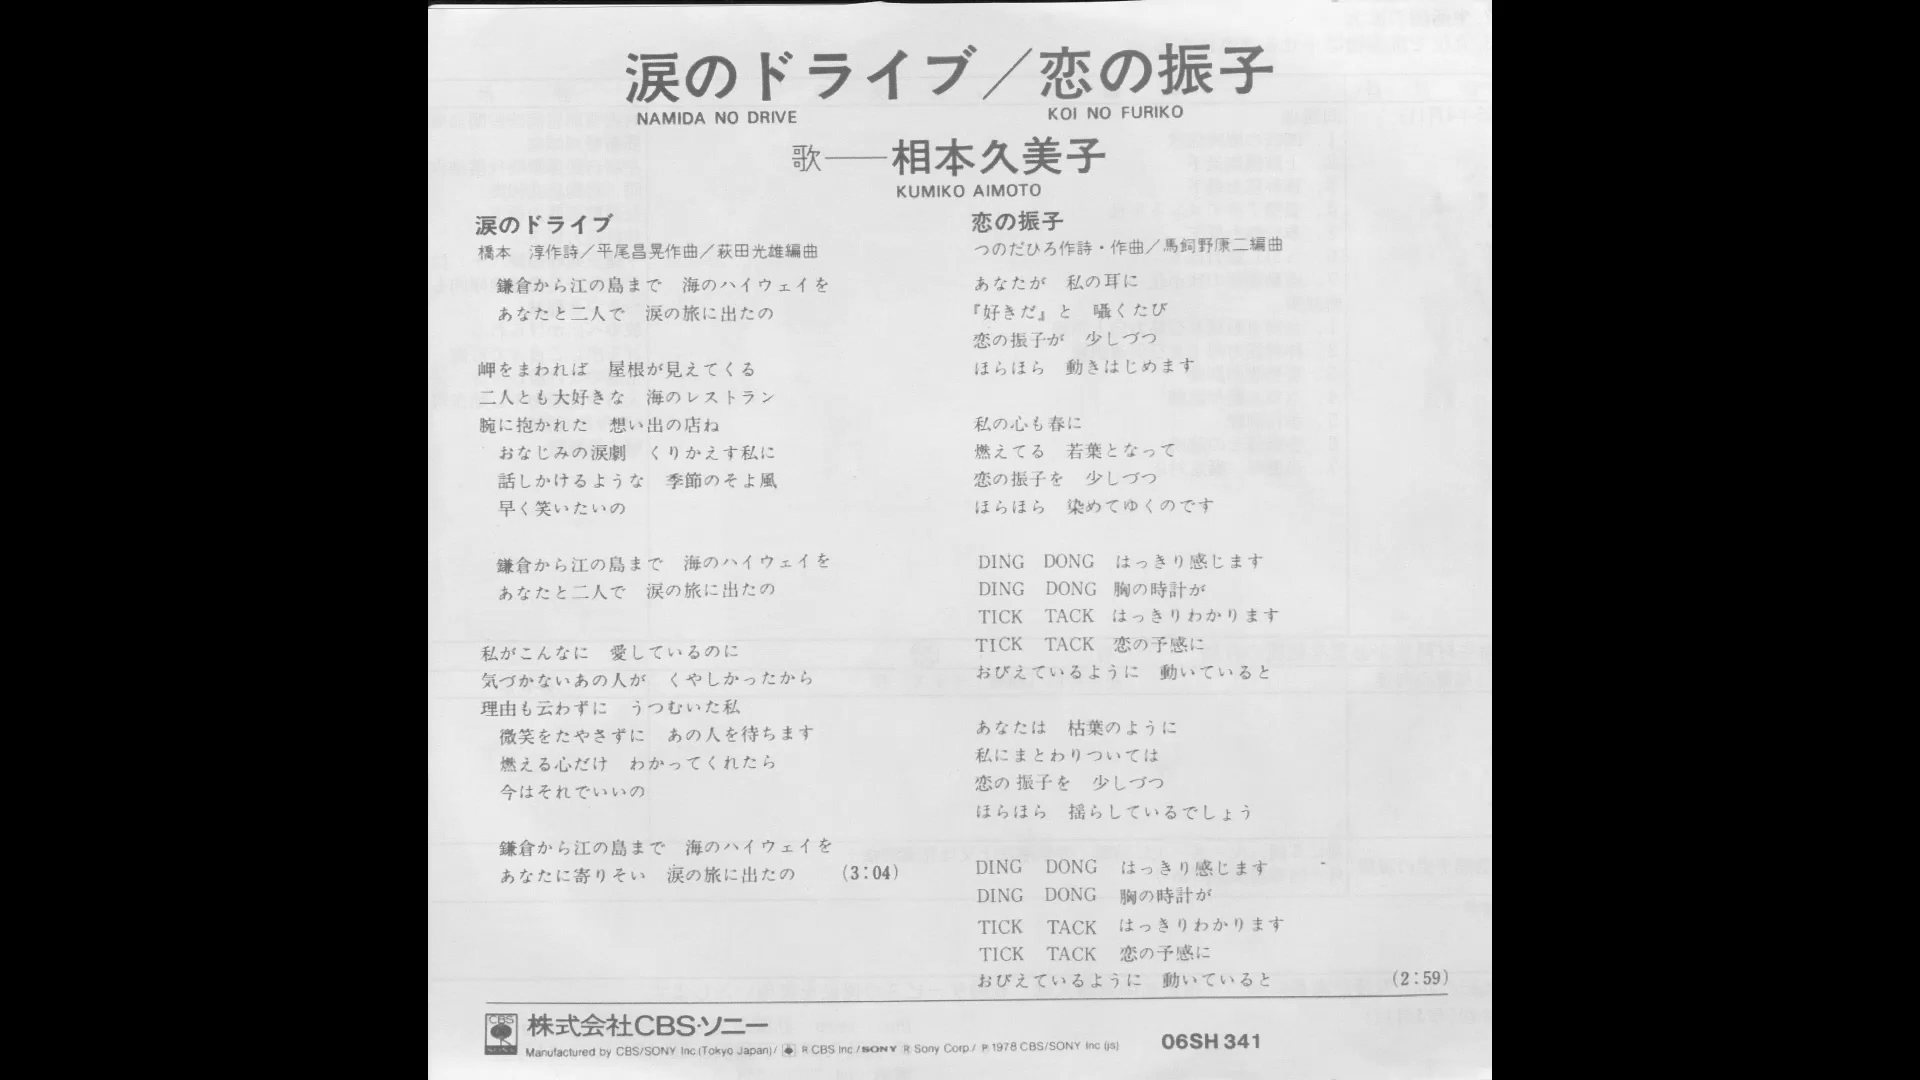 涙のドライブ／恋の振子
NAMIDA NO DRIVE KOI NO FURIKO
歌——相本久美子
KUMIKO AIMOTO
涙のドライブ
橋本　淳作詩／平尾昌晃作曲／萩田光雄編曲
鎌倉から江の島まで　海のハイウェイを
あなたと二人で　涙の旅に出たの
岬をまわれば　屋根が見えてくる
二人とも大好きな　海のレストラン
腕に抱かれた　想い出の店ね
おなじみの涙劇　くりかえす私に
話しかけるような　季節のそよ風
早く笑いたいの
鎌倉から江の島まで　海のハイウェイを
あなたと二人で　涙の旅に出たの
私がこんなに　愛しているのに
気づかないあの人が　くやしかったから
理由も云わずに　うつむいた私
微笑をたやさずに　あの人を待ちます
燃える心だけ　わかってくれたら
今はそれでいいの
鎌倉から江の島まで　海のハイウェイを
あなたに寄りそい　涙の旅に出たの　(3:04)
恋の振子
つのだひろ作詩・作曲／馬飼野康二編曲
あなたが　私の耳に
『好きだ』と　囁くたび
恋の振子が　少しづつ
ほらほら　動きはじめます
私の心も春に
燃えてる　若葉となって
恋の振子を　少しづつ
ほらほら　染めてゆくのです
DING　DONG　はっきり感じます
DING　DONG　胸の時計が
TICK　TACK　はっきりわかります
TICK　TACK　恋の予感に
おびえているように　動いていると
あなたは　枯葉のように
私にまとわりついては
恋の振子を　少しづつ
ほらほら　揺らしているでしょう
DING　DONG　はっきり感じます
DING　DONG　胸の時計が
TICK　TACK　はっきりわかります
TICK　TACK　恋の予感に
おびえているように　動いていると　(2:59)
CBS 株式会社CBS・ソニー
Manufactured by CBS/SONY Inc (Tokyo Japan) / ® CBS Inc / SONY ® Sony Corp. / ℗ 1978 CBS/SONY Inc (js)
06SH 341